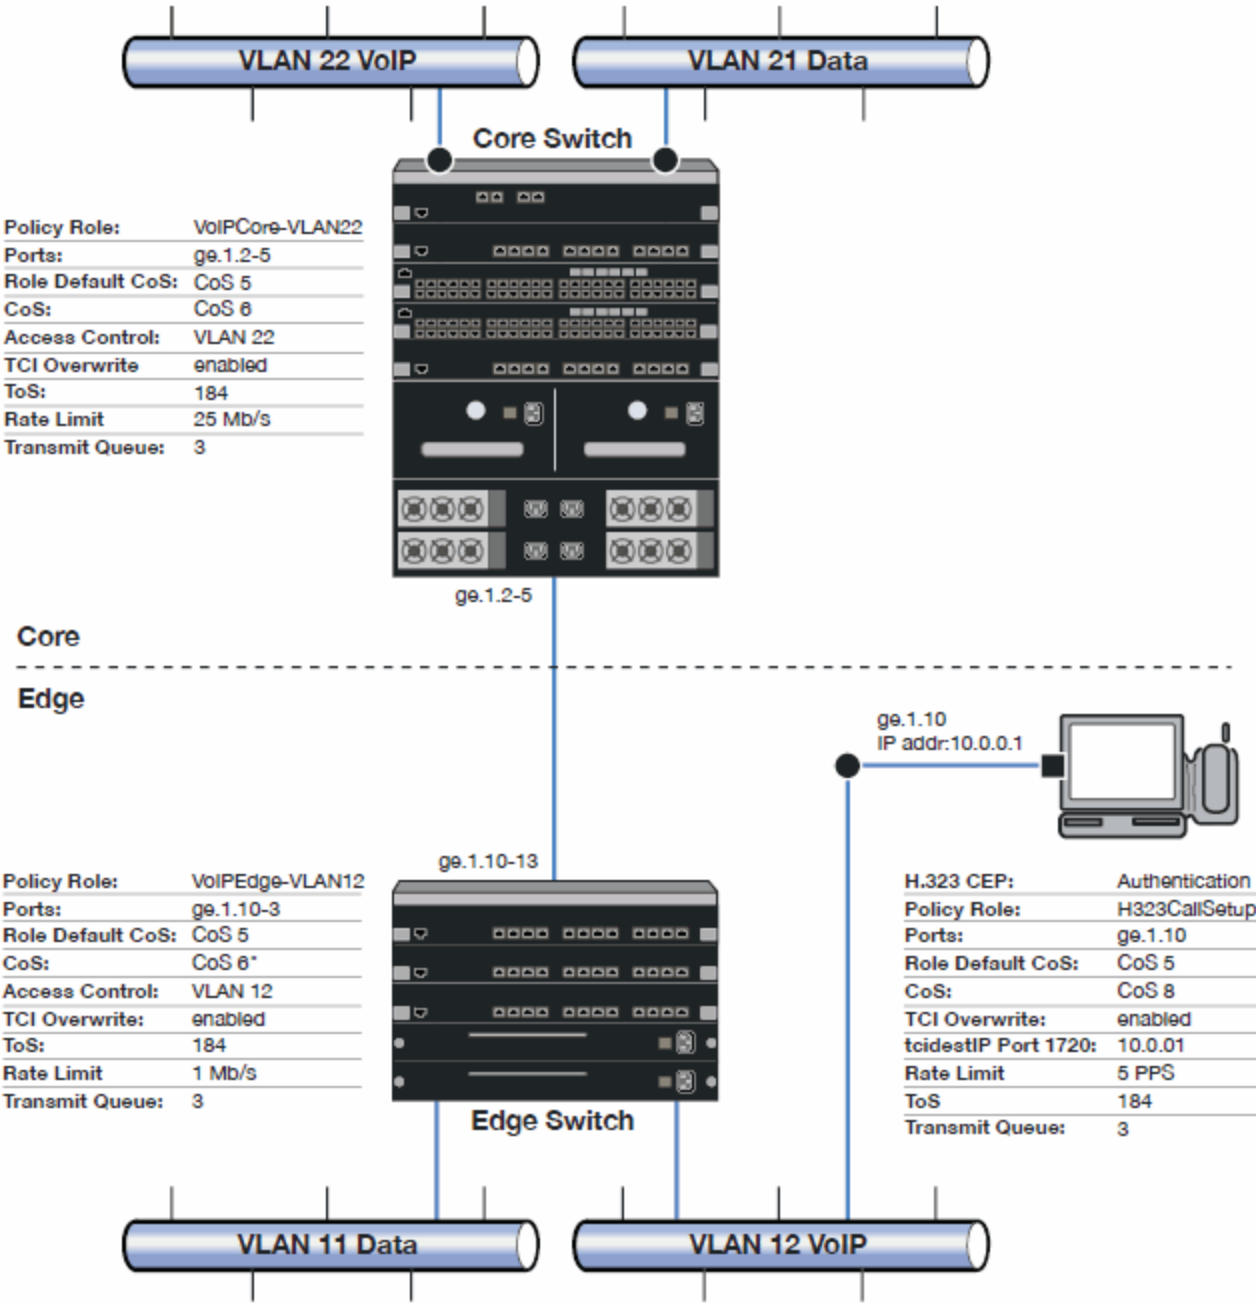 VLAN 22 VoIP
VLAN 21 Data
Core Switch
Policy Role: VoIPCore-VLAN22
Ports: ge.1.2-5
Role Default CoS: CoS 5
CoS: CoS 6
Access Control: VLAN 22
TCI Overwrite enabled
ToS: 184
Rate Limit 25 Mb/s
Transmit Queue: 3
ge.1.2-5
Core
Edge
ge.1.10
IP addr:10.0.0.1
ge.1.10-13
Policy Role: VoIPEdge-VLAN12
Ports: ge.1.10-3
Role Default CoS: CoS 5
CoS: CoS 6*
Access Control: VLAN 12
TCI Overwrite: enabled
ToS: 184
Rate Limit 1 Mb/s
Transmit Queue: 3
H.323 CEP: Authentication
Policy Role: H323CallSetup
Ports: ge.1.10
Role Default CoS: CoS 5
CoS: CoS 8
TCI Overwrite: enabled
tcidestIP Port 1720: 10.0.01
Rate Limit 5 PPS
ToS 184
Transmit Queue: 3
Edge Switch
VLAN 11 Data
VLAN 12 VoIP